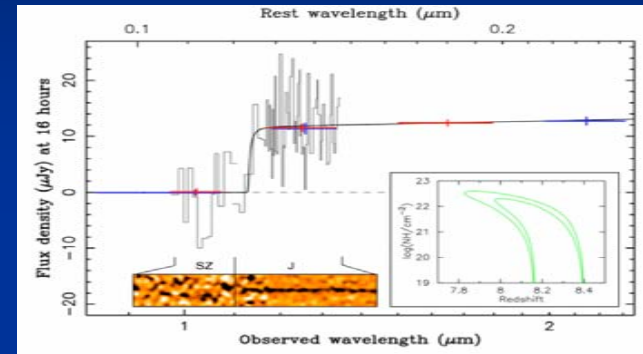 Rest wavelength (μm)
0.1 0.2
Flux density (μJy) at 16 hours
20
10
0
-10
-20
SZ J
log(NH/cm⁻²)
23
22
21
20
19
7.8 8. 8.2 8.4
Redshift
1 2
Observed wavelength (μm)